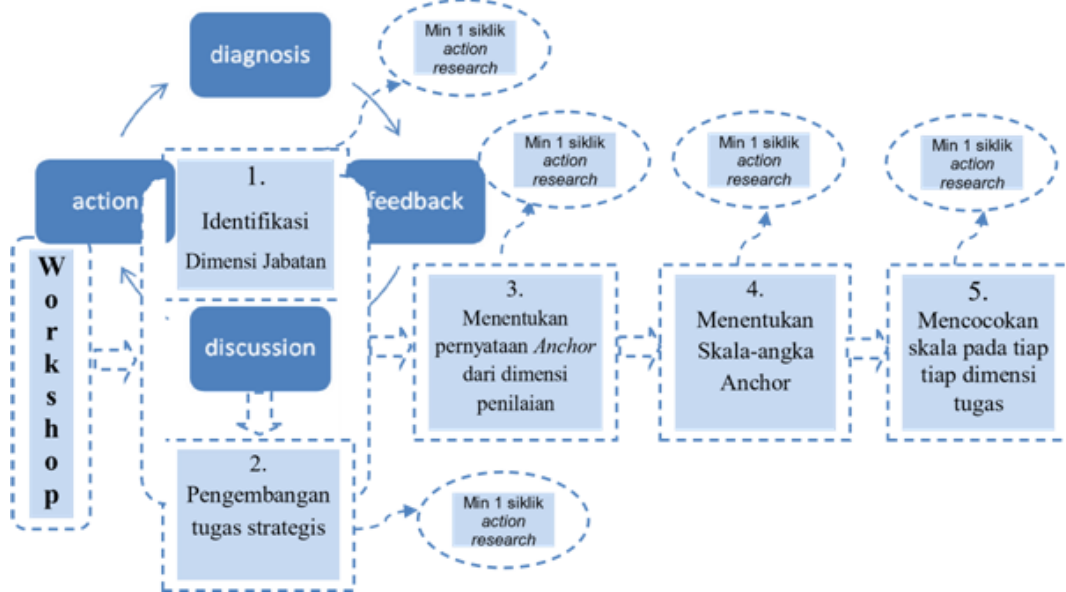 diagnosis
Min 1 siklik
action
research
action
feedback
1.
Identifikasi
Dimensi Jabatan
Min 1 siklik
action
research
Min 1 siklik
action
research
Min 1 siklik
action
research
W
o
r
k
s
h
o
p
discussion
3.
Menentukan
pernyataan Anchor
dari dimensi
penilaian
4.
Menentukan
Skala-angka
Anchor
5.
Mencocokan
skala pada tiap
tiap dimensi
tugas
2.
Pengembangan
tugas strategis
Min 1 siklik
action
research